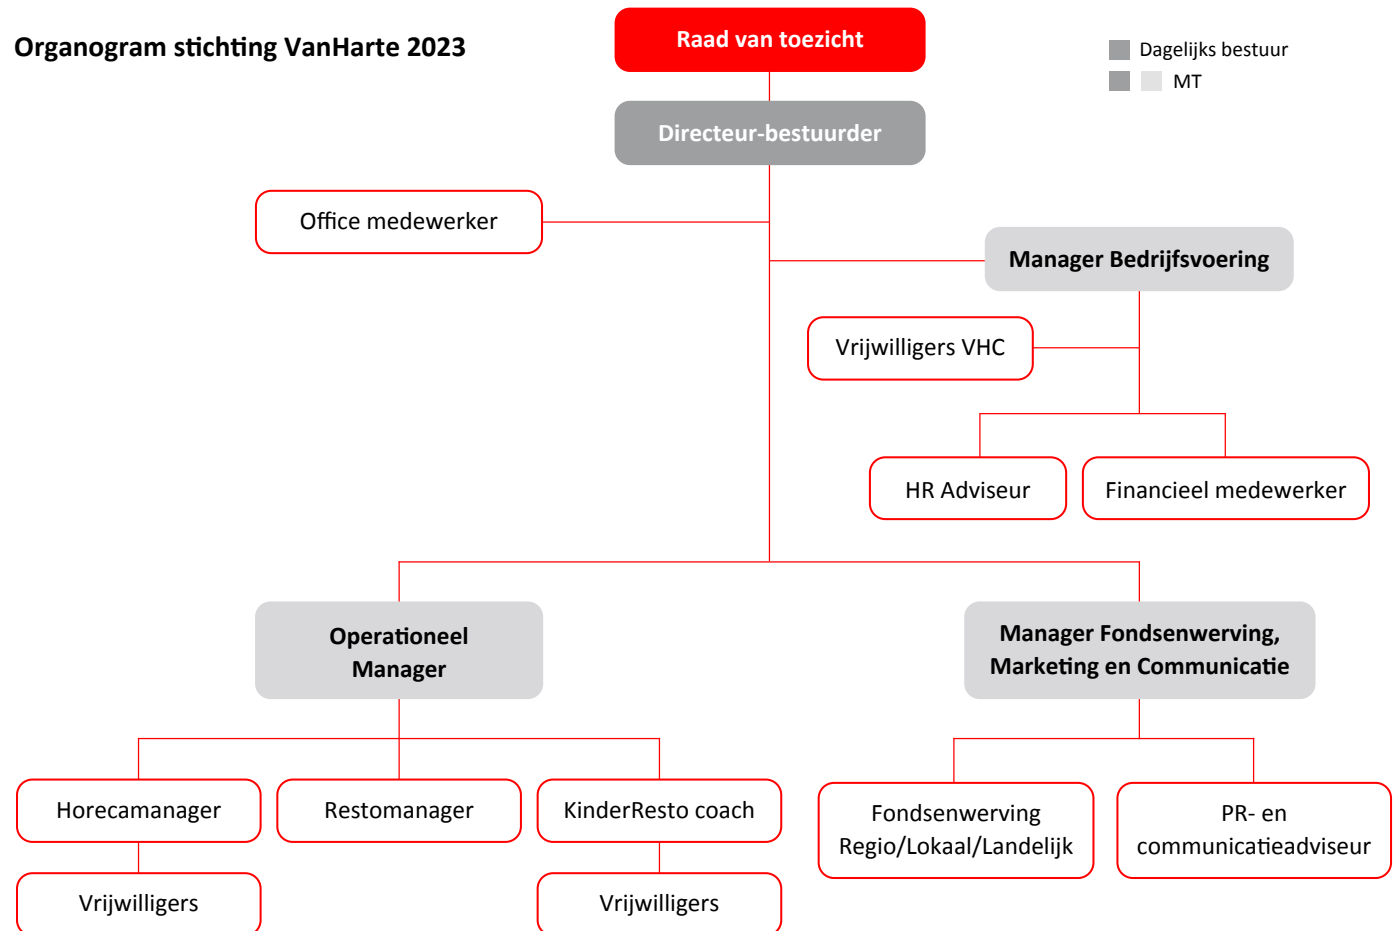 Organogram stichting VanHarte 2023
Raad van toezicht
Dagelijks bestuur
MT
Directeur-bestuurder
Office medewerker
Manager Bedrijfsvoering
Vrijwilligers VHC
HR Adviseur
Financieel medewerker
Operationeel
Manager
Manager Fondsenwerving,
Marketing en Communicatie
Horecamanager
Restomanager
KinderResto coach
Fondsenwerving
Regio/Lokaal/Landelijk
PR- en
communicatieadviseur
Vrijwilligers
Vrijwilligers